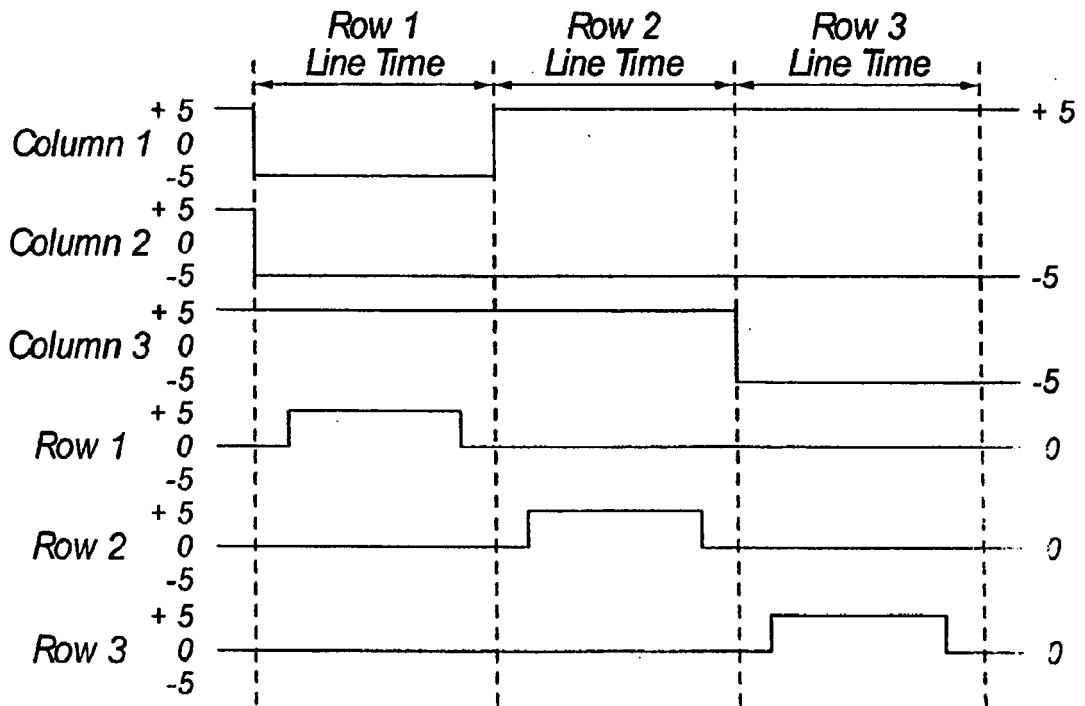 Row 1 Row 2 Row 3
Line Time Line Time Line Time
+ 5 + 5
Column 1 0
-5
+ 5
Column 2 0
-5 -5
+ 5
Column 3 0
-5 -5
+ 5
Row 1 0 0
-5
+ 5
Row 2 0 0
-5
+ 5
Row 3 0 0
-5